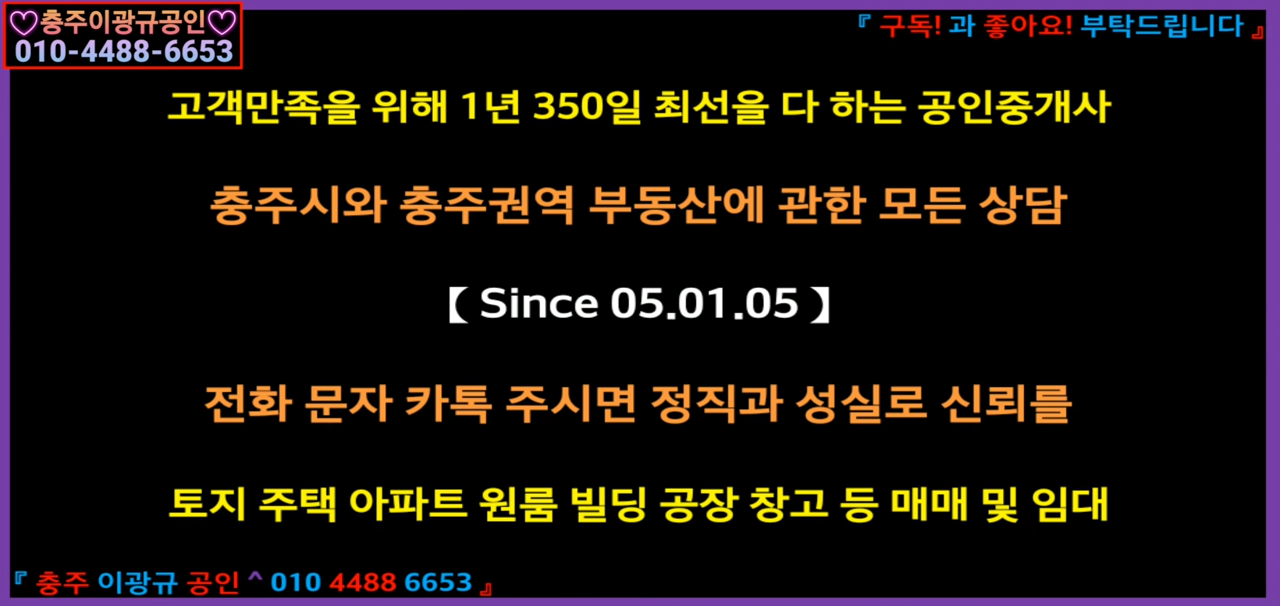 ♡충주이광규공인♡
010-4488-6653
『 구독! 과 좋아요! 부탁드립니다 』
고객만족을 위해 1년 350일 최선을 다 하는 공인중개사
충주시와 충주권역 부동산에 관한 모든 상담
【 Since 05.01.05 】
전화 문자 카톡 주시면 정직과 성실로 신뢰를
토지 주택 아파트 원룸 빌딩 공장 창고 등 매매 및 임대
『 충주 이광규 공인 ^ 010 4488 6653 』